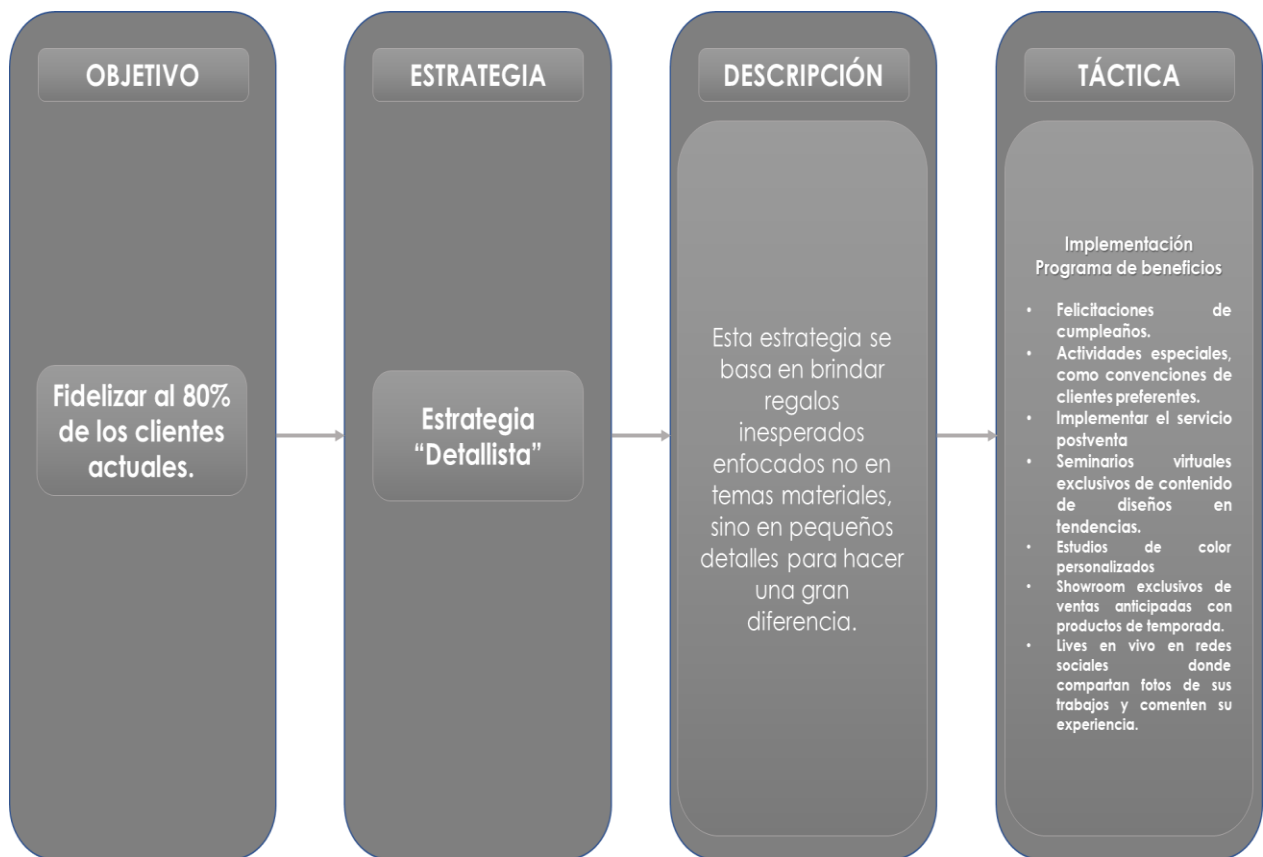 OBJETIVO
Fidelizar al 80%
de los clientes
actuales.
ESTRATEGIA
Estrategia
“Detallista”
DESCRIPCIÓN
Esta estrategia se
basa en brindar
regalos
inesperados
enfocados no en
temas materiales,
sino en pequeños
detalles para hacer
una gran
diferencia.
TÁCTICA
Implementación
Programa de beneficios
• Felicitaciones de
cumpleaños.
• Actividades especiales,
como convenciones de
clientes preferentes.
• Implementar el servicio
postventa
• Seminarios virtuales
exclusivos de contenido
de diseños en
tendencias.
• Estudios de color
personalizados
• Showroom exclusivos de
ventas anticipadas con
productos de temporada.
• Lives en vivo en redes
sociales donde
compartan fotos de sus
trabajos y comenten su
experiencia.